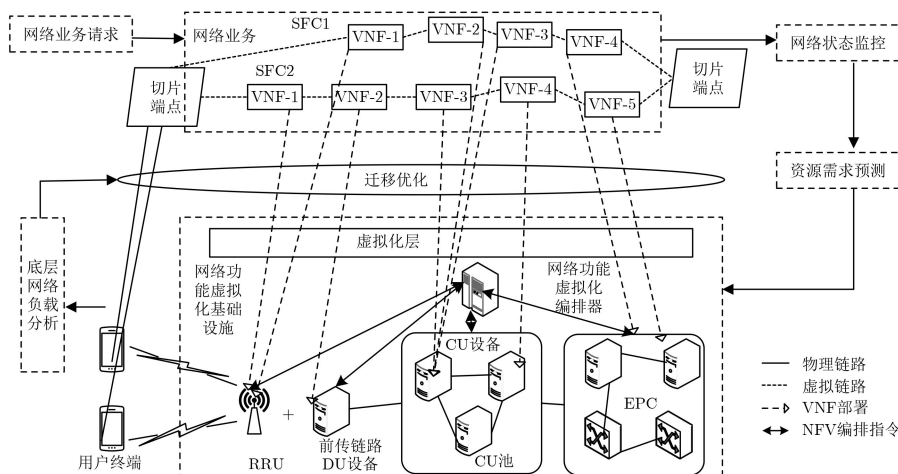 网络业务请求
网络业务
SFC1
VNF-1
VNF-2
VNF-3
VNF-4
网络状态监控
切片
端点
SFC2
VNF-1
VNF-2
VNF-3
VNF-4
VNF-5
切片
端点
迁移优化
资源需求预测
底层
网络
负载
分析
虚拟化层
网络功
能虚拟
化基础
设施
网络功能
虚拟化
编排器
CU设备
EPC
物理链路
虚拟链路
VNF部署
NFV编排指令
用户终端
RRU
+
前传链路
DU设备
CU池